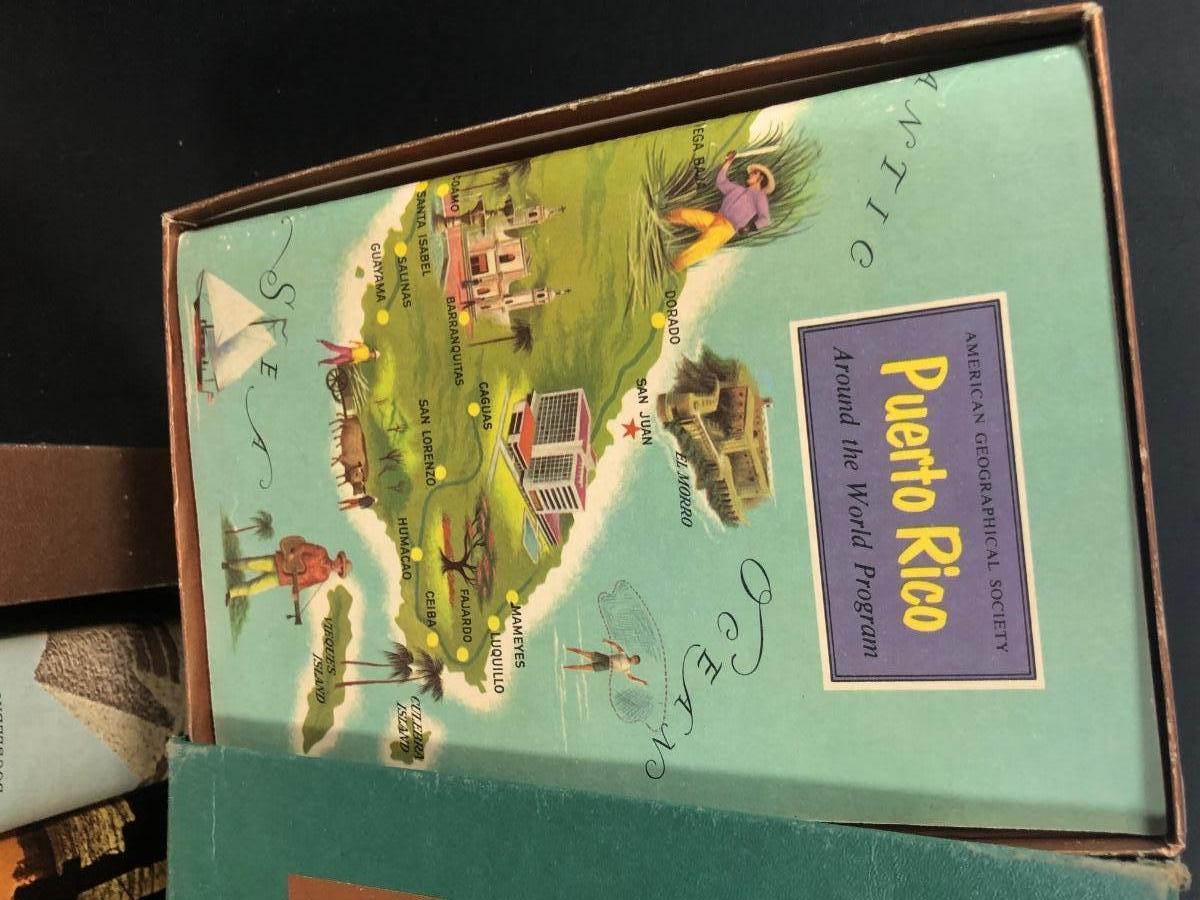 AMERICAN GEOGRAPHICAL SOCIETY
Puerto Rico
Around the World Program
ANTIC
OCEAN
EL MORRO
SAN JUAN
DORADO
MAMEYES
LUQUILLO
FAJARDO
CEIBA
CAGUAS
SAN LORENZO
HUMACAO
BARRANQUITAS
SALINAS
SANTA ISABEL
GUAYAMA
CULEBRA
ISLAND
VIEQUES
ISLAND
SEA